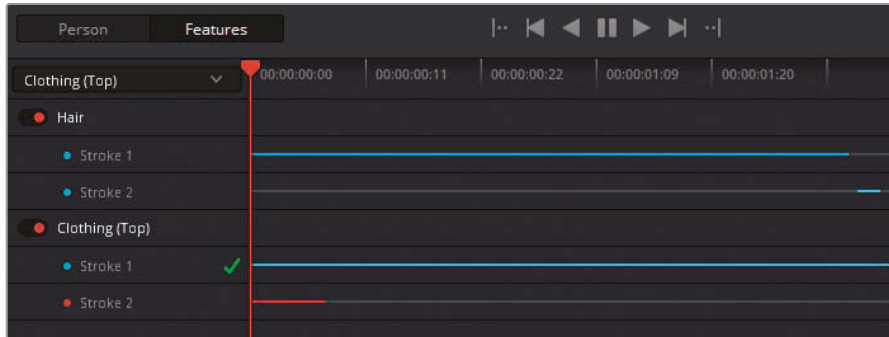 Person Features
Clothing (Top) 00:00:00:00 00:00:00:11 00:00:00:22 00:00:01:09 00:00:01:20
Hair
Stroke 1
Stroke 2
Clothing (Top)
Stroke 1
Stroke 2